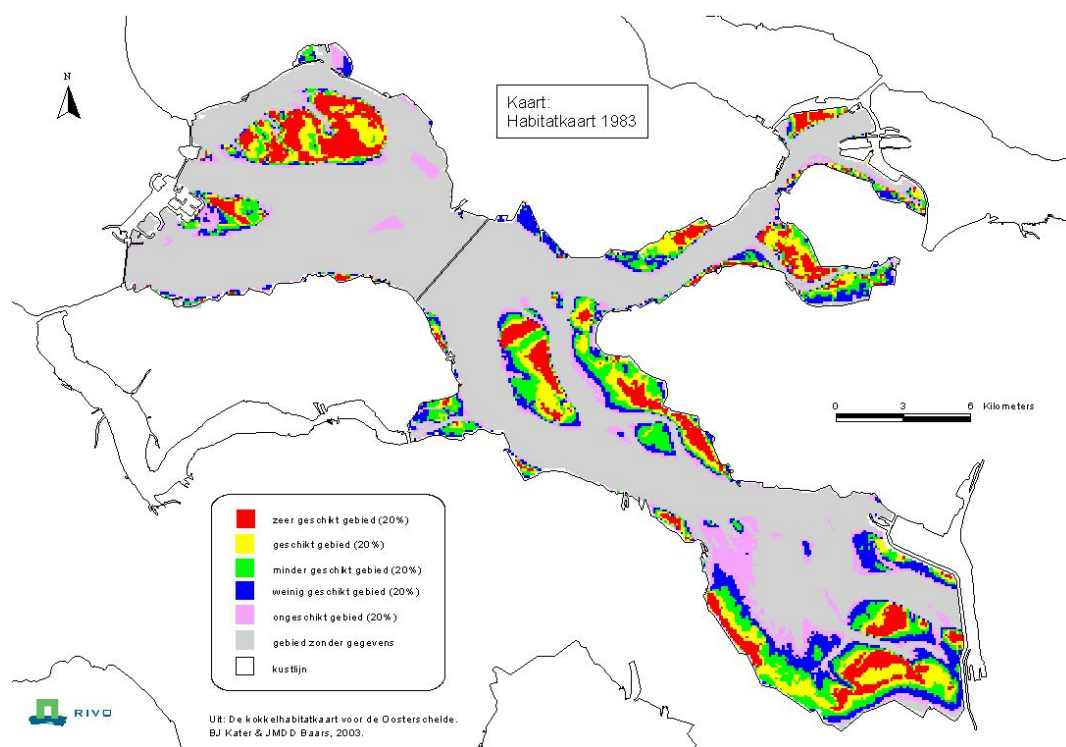 N
Kaart:
Habitatkaart 1983
0 3 6 Kilometers
zeer geschikt gebied (20%)
geschikt gebied (20%)
minder geschikt gebied (20%)
weinig geschikt gebied (20%)
ongeschikt gebied (20%)
gebied zonder gegevens
kustlijn
RIVO
Uit: De kokkelhabitatkaart voor de Oosterschelde.
BJ Kater & JMDD Baars, 2003.